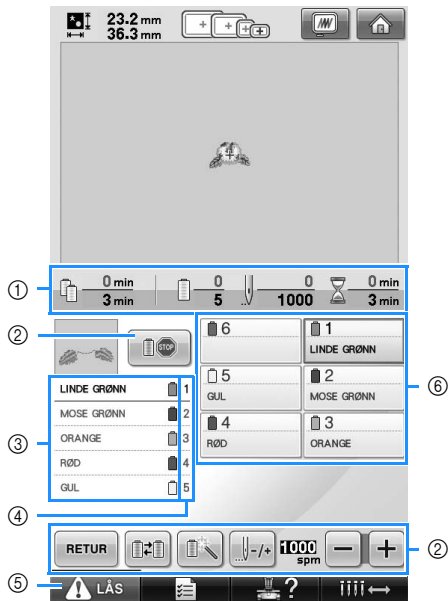 23.2 mm
36.3 mm
①
0 min
3 min
0
5
0
1000
0 min
3 min
②
STOP
6
1
LINDE GRØNN
5
GUL
2
MOSE GRØNN
4
RØD
3
ORANGE
⑥
③
LINDE GRØNN 1
MOSE GRØNN 2
ORANGE 3
RØD 4
GUL 5
④
RETUR
-/+
1000
spm
−
+
②
⑤
LÅS
?